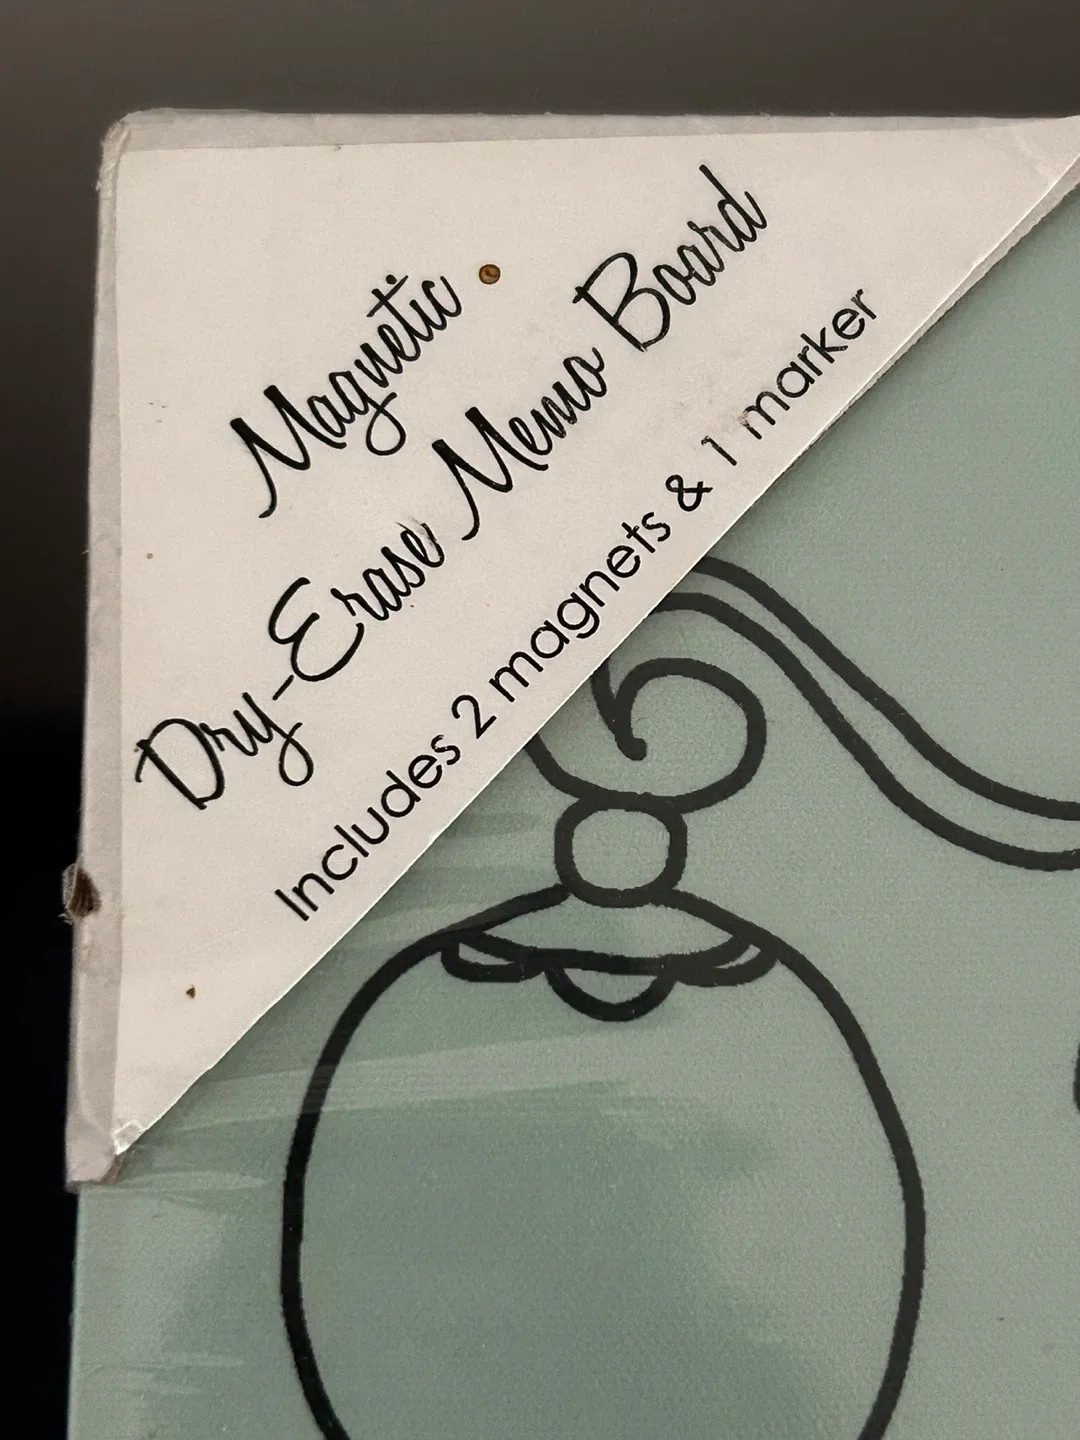 Magnetic
Dry-Erase Memo Board
Includes 2 magnets & 1 marker